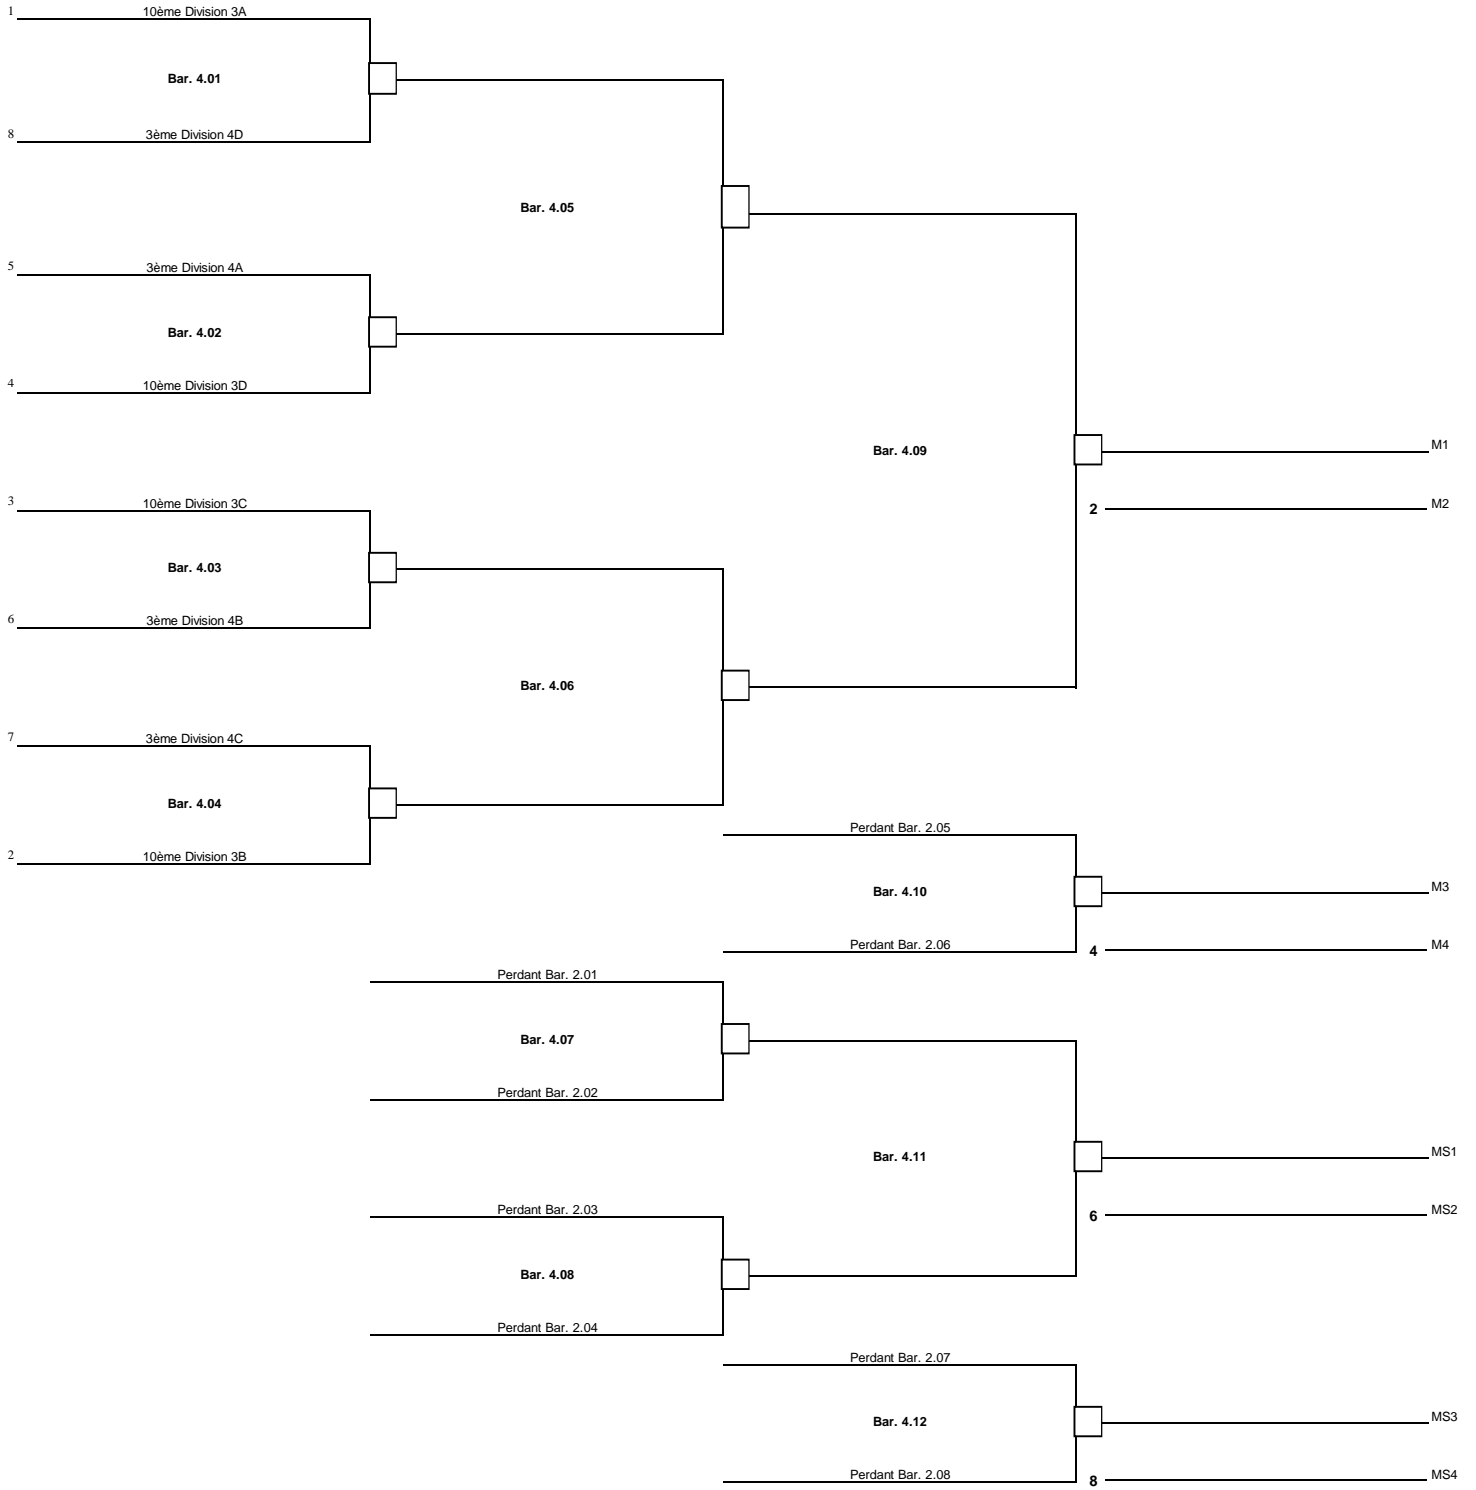 1 10ème Division 3A
Bar. 4.01
8 3ème Division 4D
Bar. 4.05
5 3ème Division 4A
Bar. 4.02
4 10ème Division 3D
Bar. 4.09
M1
3 10ème Division 3C
2 M2
Bar. 4.03
6 3ème Division 4B
Bar. 4.06
7 3ème Division 4C
Bar. 4.04
Perdant Bar. 2.05
2 10ème Division 3B
Bar. 4.10
M3
Perdant Bar. 2.06
4 M4
Perdant Bar. 2.01
Bar. 4.07
Perdant Bar. 2.02
Bar. 4.11
MS1
Perdant Bar. 2.03
6 MS2
Bar. 4.08
Perdant Bar. 2.04
Perdant Bar. 2.07
Bar. 4.12
MS3
Perdant Bar. 2.08
8 MS4